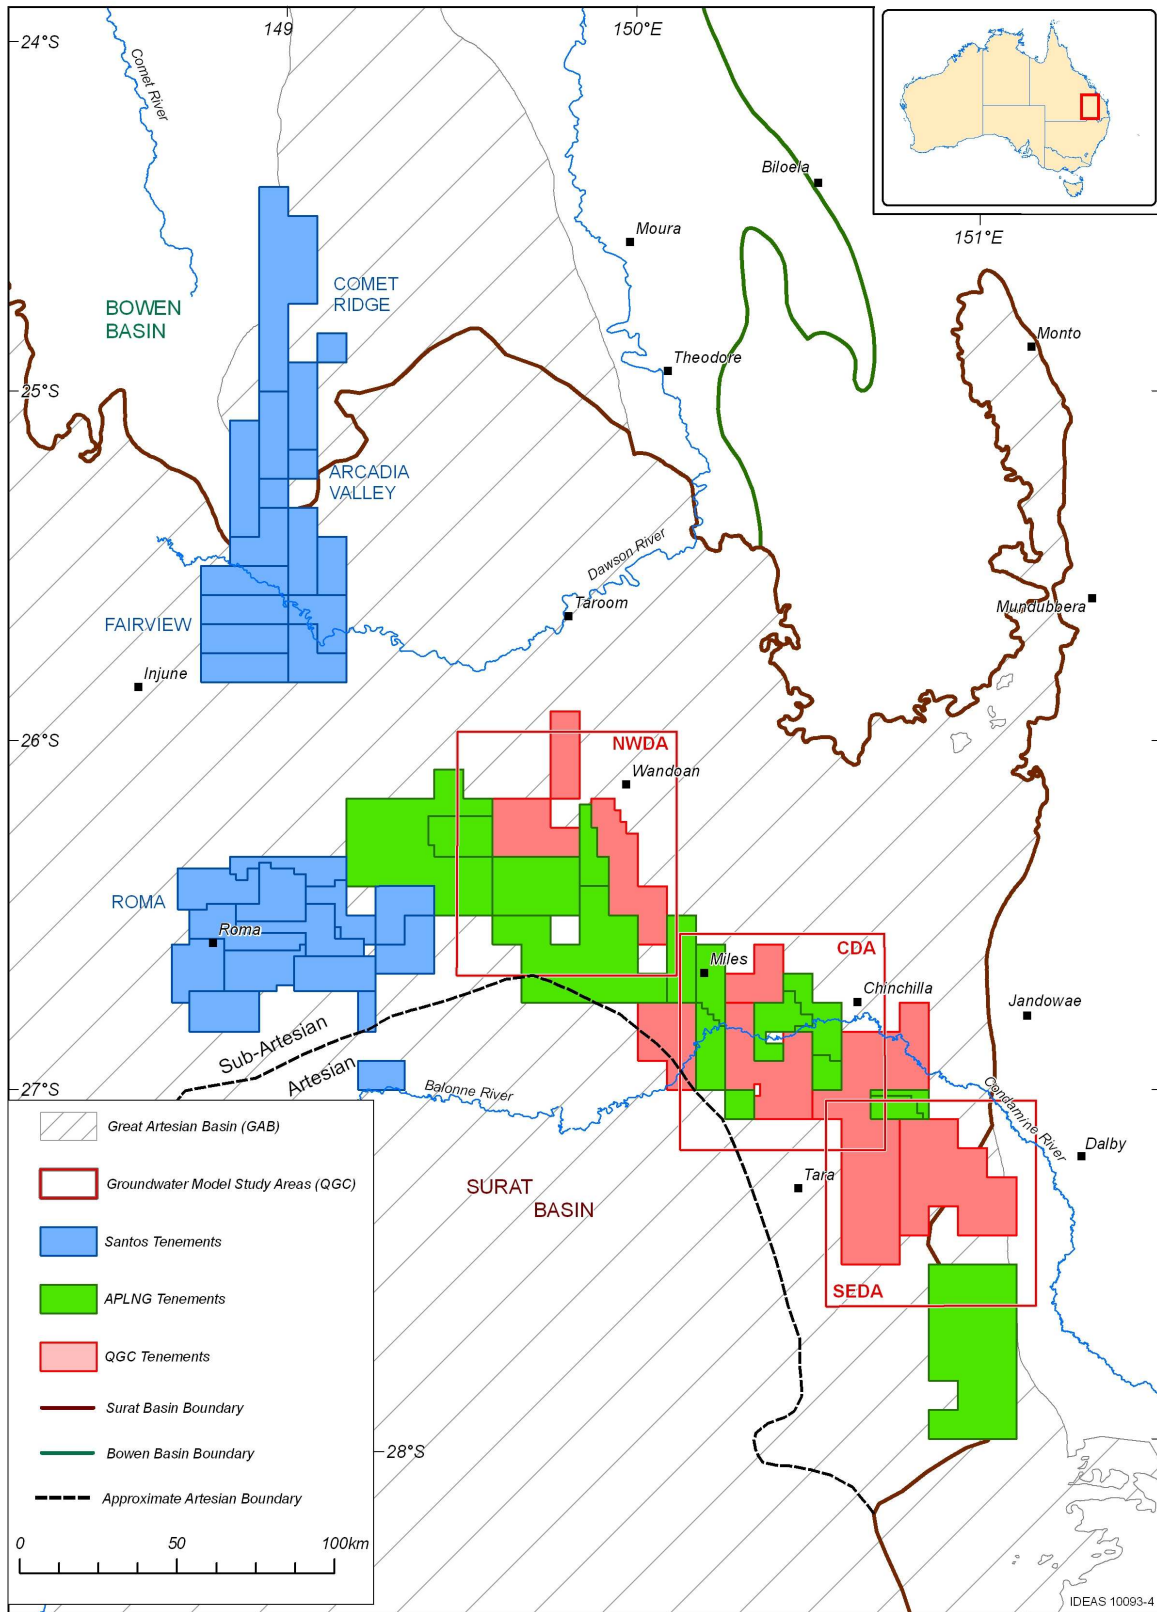 149
150°E
24°S
Comet River
Biloela
Moura
151°E
COMET
RIDGE
BOWEN
BASIN
Monto
Theodore
25°S
ARCADIA
VALLEY
Dawson River
Taroom
Mundubbera
FAIRVIEW
Injune
26°S
NWDA
Wandoan
ROMA
Roma
CDA
Miles
Chinchilla
Jandowae
Sub-Artesian
Artesian
27°S
Balonne River
Condamine River
Dalby
Tara
SURAT
BASIN
SEDA
28°S
Great Artesian Basin (GAB)
Groundwater Model Study Areas (QGC)
Santos Tenements
APLNG Tenements
QGC Tenements
Surat Basin Boundary
Bowen Basin Boundary
Approximate Artesian Boundary
0 50 100km
IDEAS 10093-4